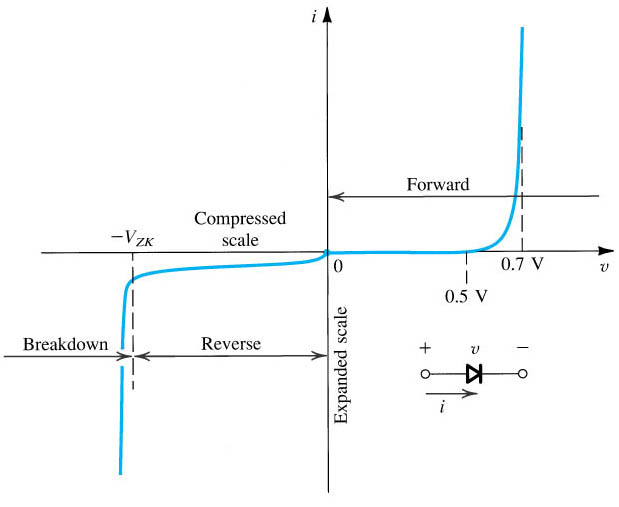 i
Forward
Compressed
scale
−V_ZK
0
0.7 V
v
0.5 V
Breakdown
Reverse
Expanded scale
+ v −
i